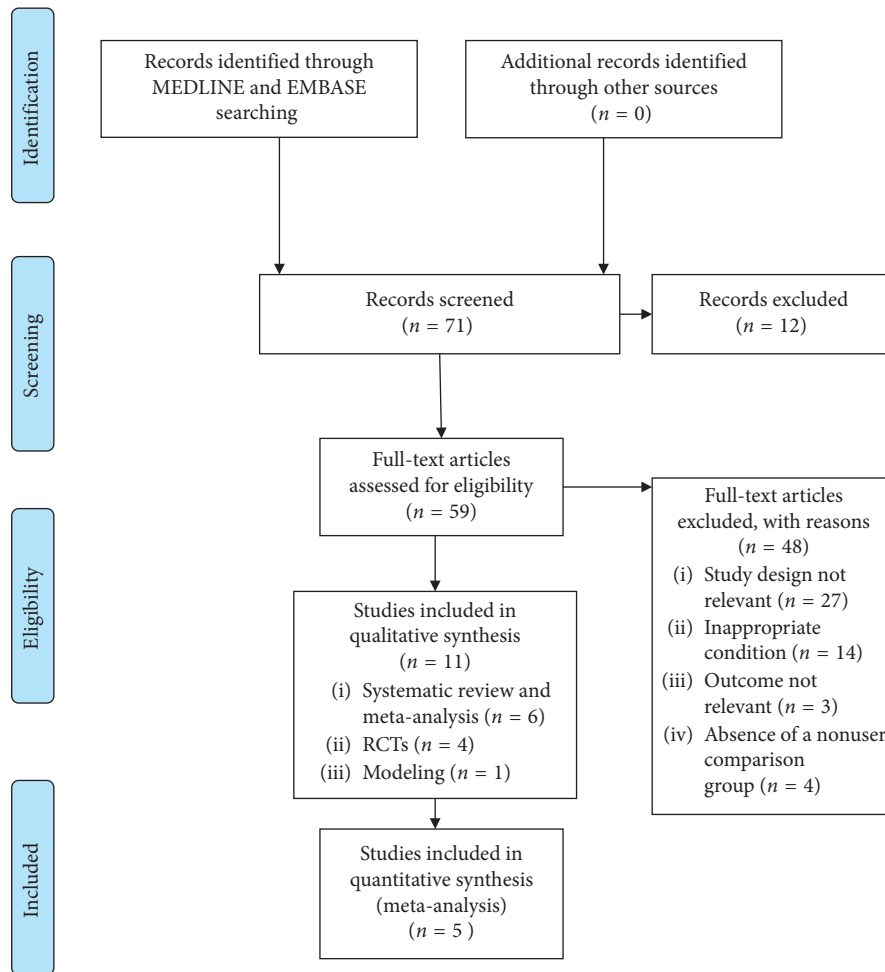 Identification
Records identified through
MEDLINE and EMBASE
searching
Additional records identified
through other sources
(n = 0)
Screening
Records screened
(n = 71)
Records excluded
(n = 12)
Eligibility
Full-text articles
assessed for eligibility
(n = 59)
Full-text articles
excluded, with reasons
(n = 48)
(i) Study design not
relevant (n = 27)
(ii) Inappropriate
condition (n = 14)
(iii) Outcome not
relevant (n = 3)
(iv) Absence of a nonuser
comparison
group (n = 4)
Studies included in
qualitative synthesis
(n = 11)
(i) Systematic review and
meta-analysis (n = 6)
(ii) RCTs (n = 4)
(iii) Modeling (n = 1)
Included
Studies included in
quantitative synthesis
(meta-analysis)
(n = 5 )